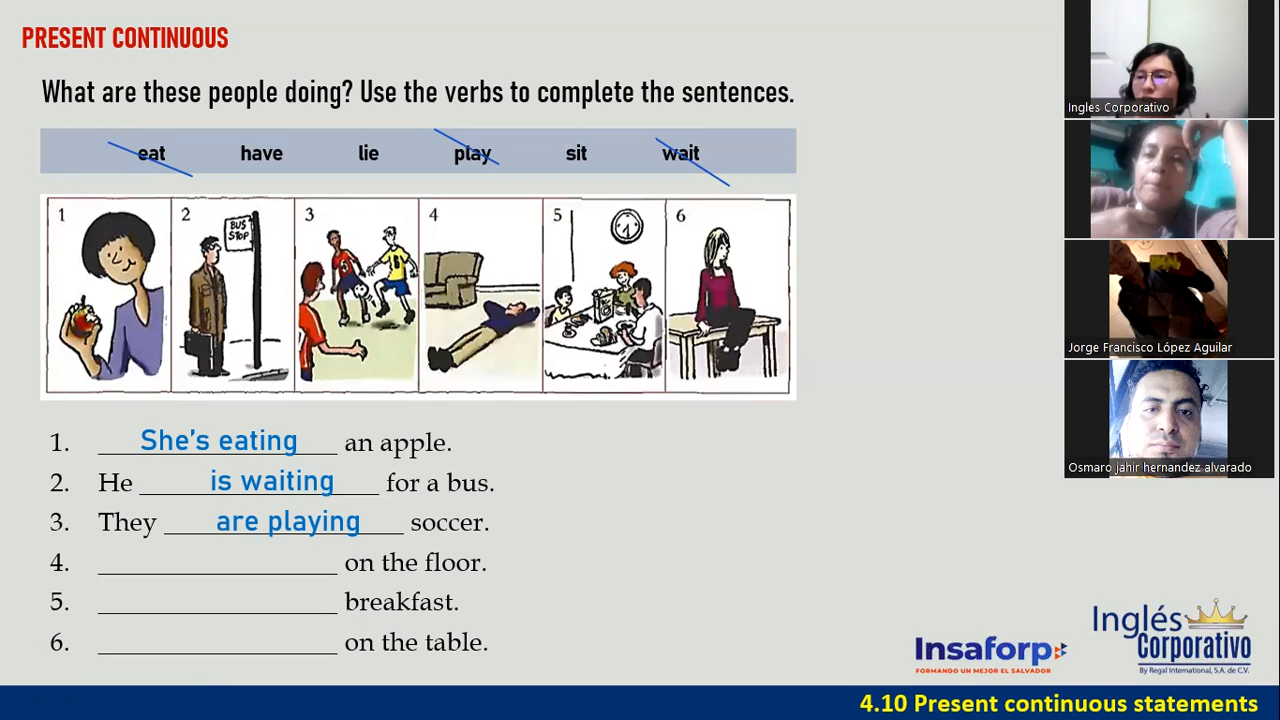 PRESENT CONTINUOUS
What are these people doing? Use the verbs to complete the sentences.
eat have lie play sit wait
1 2 3 4 5 6
BUS
STOP
1. She's eating an apple.
2. He is waiting for a bus.
3. They are playing soccer.
4. ____________________ on the floor.
5. ____________________ breakfast.
6. ____________________ on the table.
Ingles Corporativo
Jorge Francisco López Aguilar
Osmaro jahir hernandez alvarado
Insaforp
FORMANDO UN MEJOR EL SALVADOR
Inglés
Corporativo
By Regal International, S.A. de C.V.
4.10 Present continuous statements